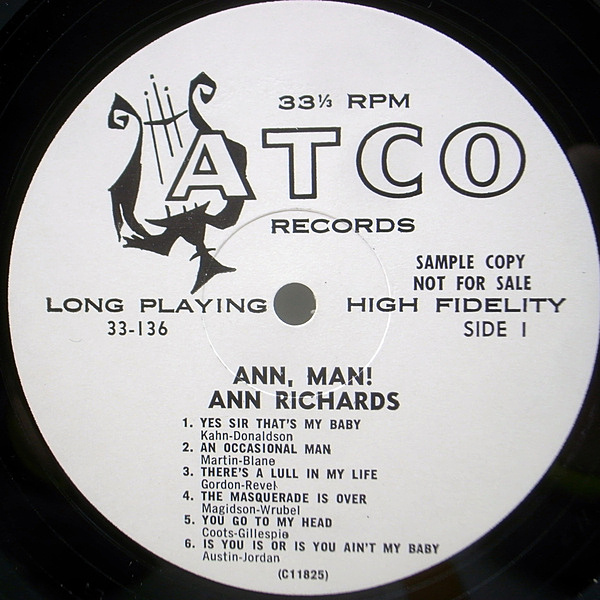 33⅓ RPM
ATCO
RECORDS
SAMPLE COPY
NOT FOR SALE
LONG PLAYING HIGH FIDELITY
33-136 SIDE 1
ANN, MAN!
ANN RICHARDS
1. YES SIR THAT'S MY BABY
Kahn-Donaldson
2. AN OCCASIONAL MAN
Martin-Blane
3. THERE'S A LULL IN MY LIFE
Gordon-Revel
4. THE MASQUERADE IS OVER
Magidson-Wrubel
5. YOU GO TO MY HEAD
Coots-Gillespie
6. IS YOU IS OR IS YOU AIN'T MY BABY
Austin-Jordan
(C11825)